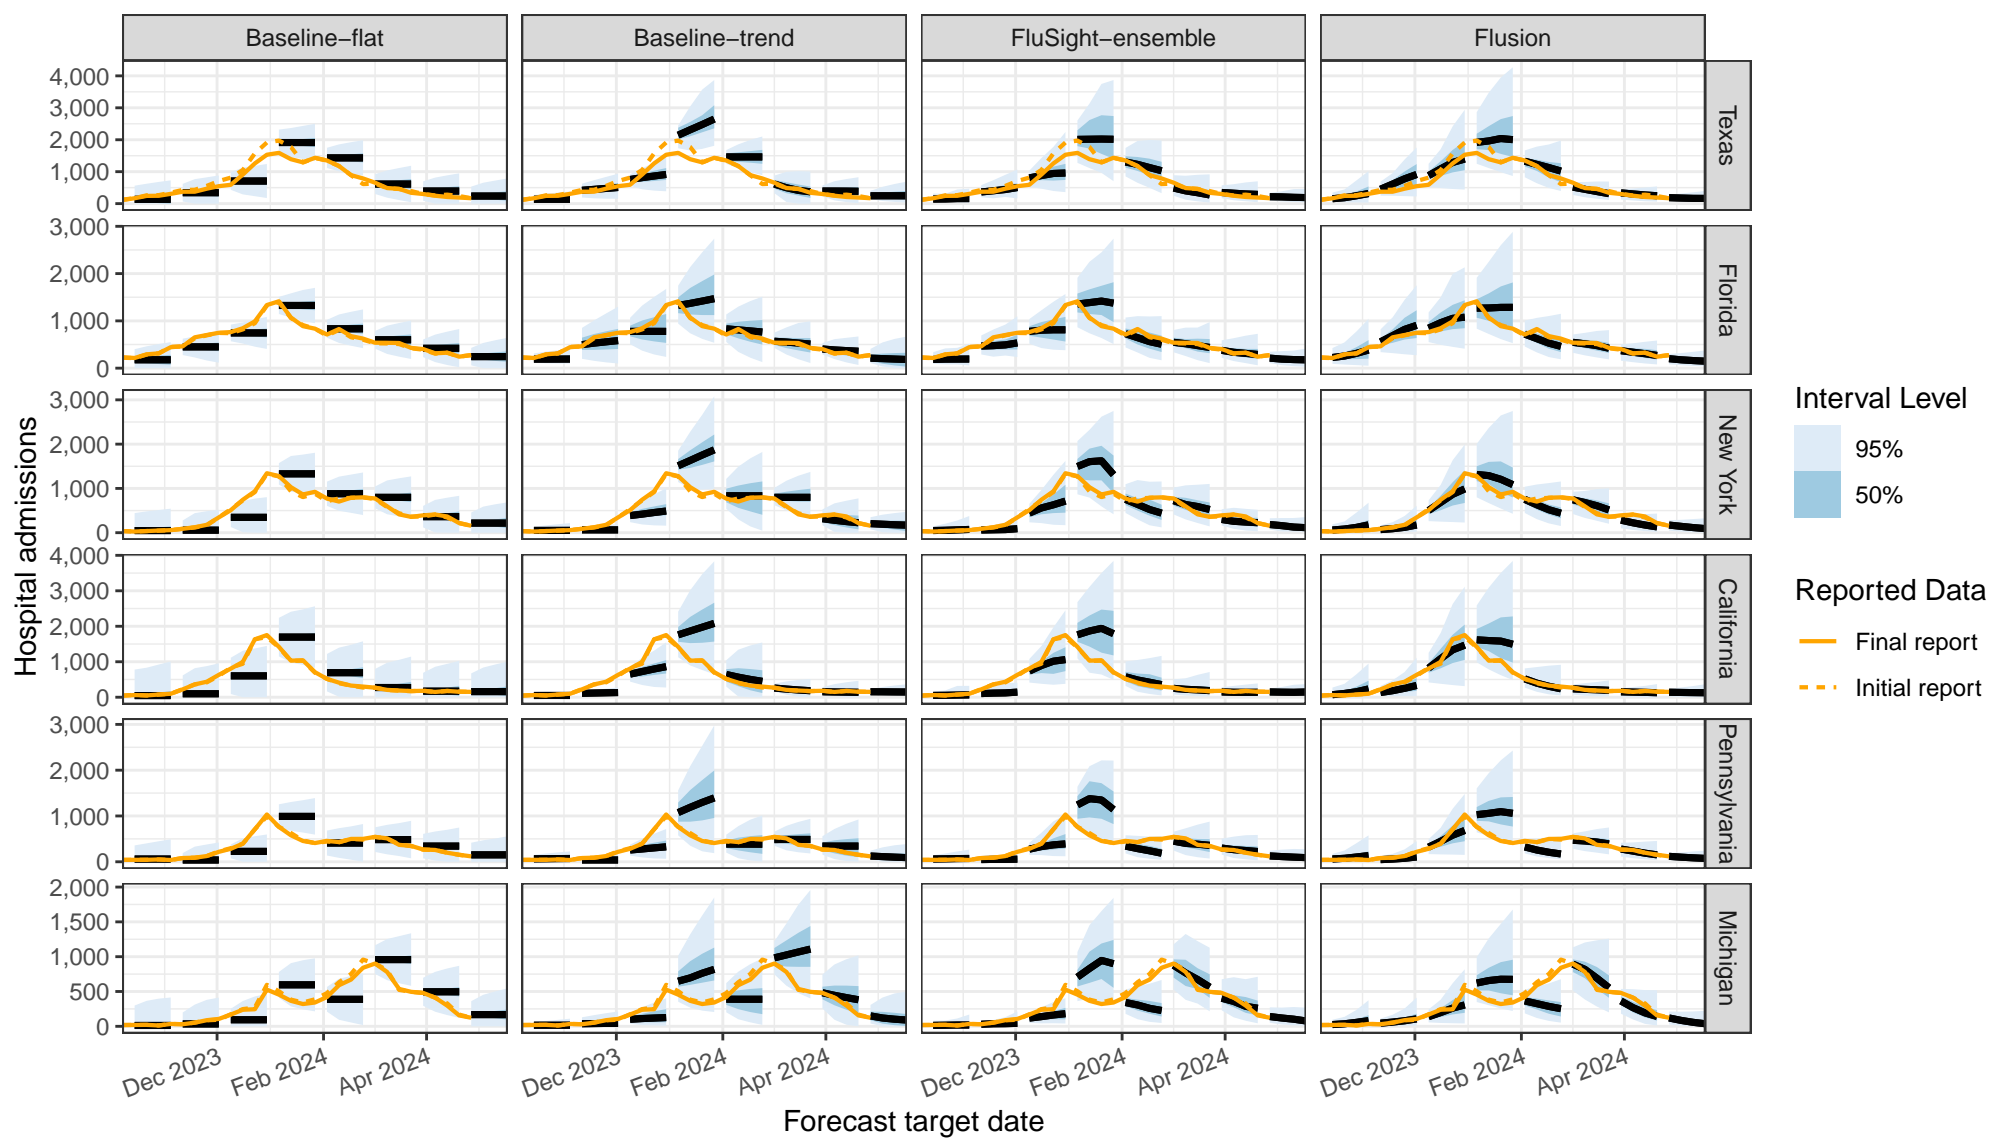 Baseline−flat
Baseline−trend
FluSight−ensemble
Flusion
4,000
3,000
2,000
1,000
0
Texas
3,000
2,000
1,000
0
Florida
3,000
2,000
1,000
0
New York
4,000
3,000
2,000
1,000
0
California
3,000
2,000
1,000
0
Pennsylvania
2,000
1,500
1,000
500
0
Michigan
Hospital admissions
Dec 2023
Feb 2024
Apr 2024
Dec 2023
Feb 2024
Apr 2024
Dec 2023
Feb 2024
Apr 2024
Dec 2023
Feb 2024
Apr 2024
Forecast target date
Interval Level
95%
50%
Reported Data
Final report
Initial report